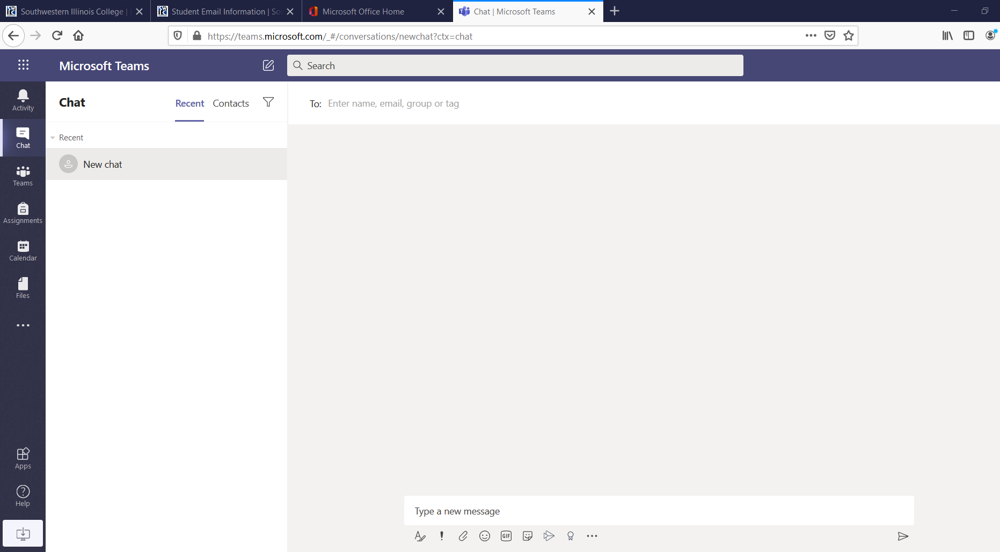 Southwestern Illinois College |
Student Email Information | So
Microsoft Office Home
Chat | Microsoft Teams
https://teams.microsoft.com/_#/conversations/newchat?ctx=chat
Microsoft Teams
Search
Activity
Chat
Teams
Assignments
Calendar
Files
Apps
Help
Chat
Recent
Contacts
Recent
New chat
To: Enter name, email, group or tag
Type a new message
GIF